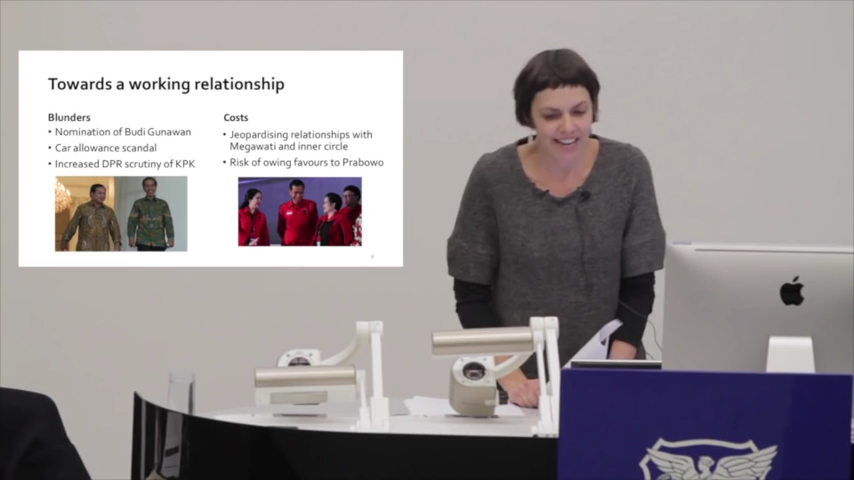 Towards a working relationship
Blunders
• Nomination of Budi Gunawan
• Car allowance scandal
• Increased DPR scrutiny of KPK
Costs
• Jeopardising relationships with
Megawati and inner circle
• Risk of owing favours to Prabowo